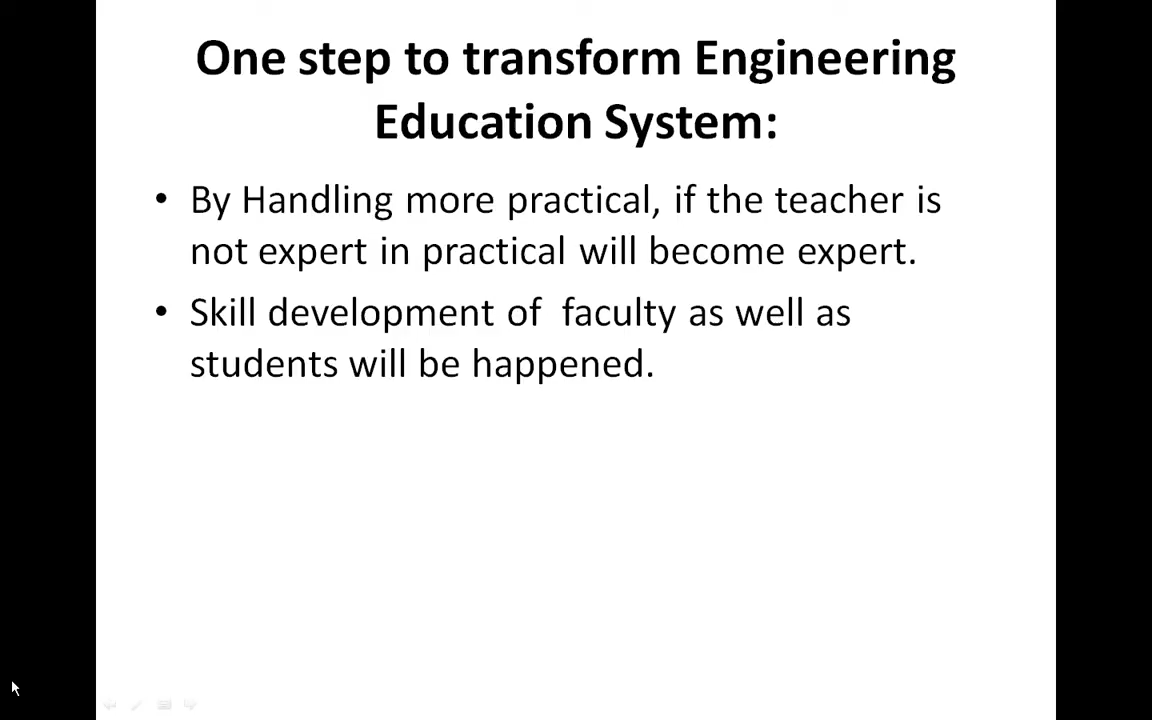 One step to transform Engineering
Education System:
• By Handling more practical, if the teacher is
not expert in practical will become expert.
• Skill development of  faculty as well as
students will be happened.